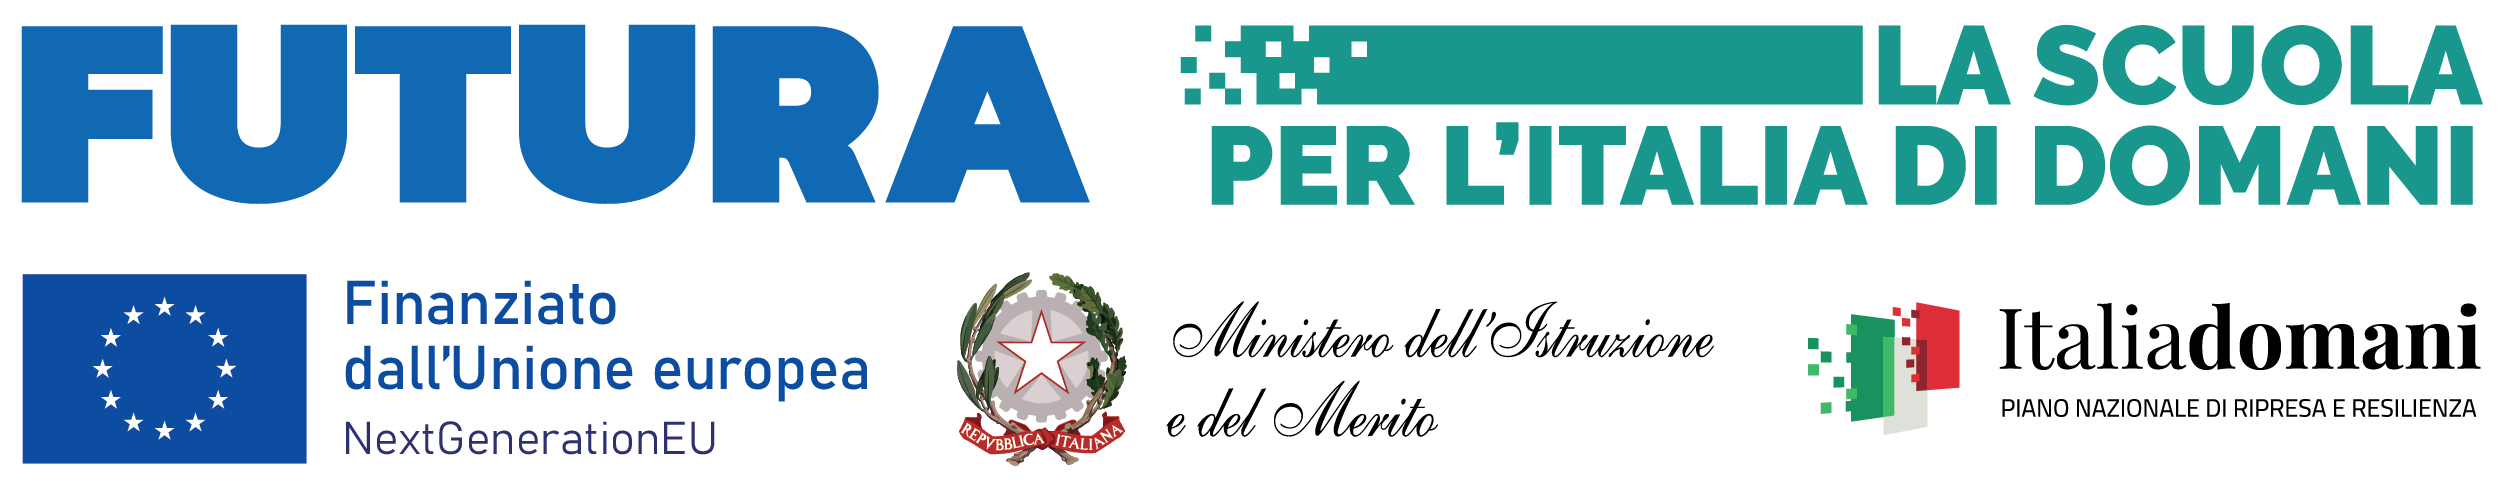 FUTURA
LA SCUOLA
PER L'ITALIA DI DOMANI
Finanziato
dall'Unione europea
NextGenerationEU
REPVBBLICA ITALIANA
Ministero dell'Istruzione
e del Merito
Italiadomani
PIANO NAZIONALE DI RIPRESA E RESILIENZA